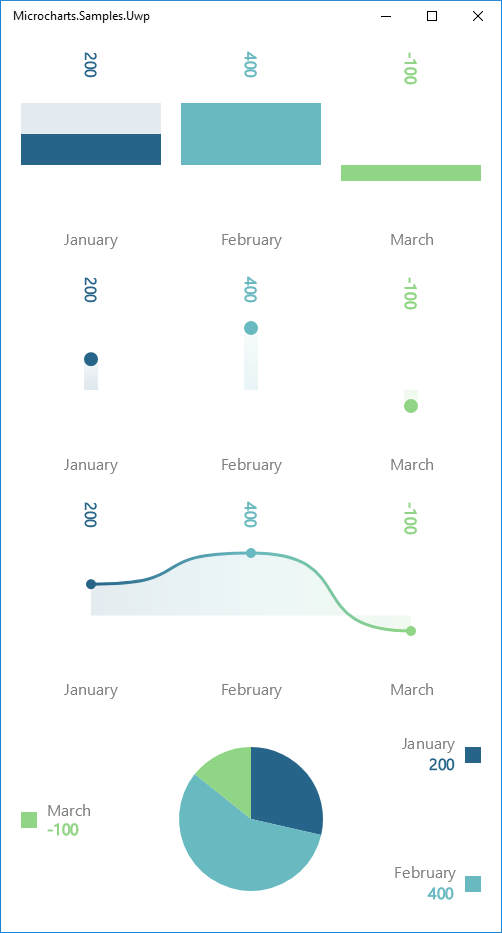 Microcharts.Samples.Uwp
200 400 -100
January February March
200 400 -100
January February March
200 400 -100
January February March
January
200
March
-100
February
400